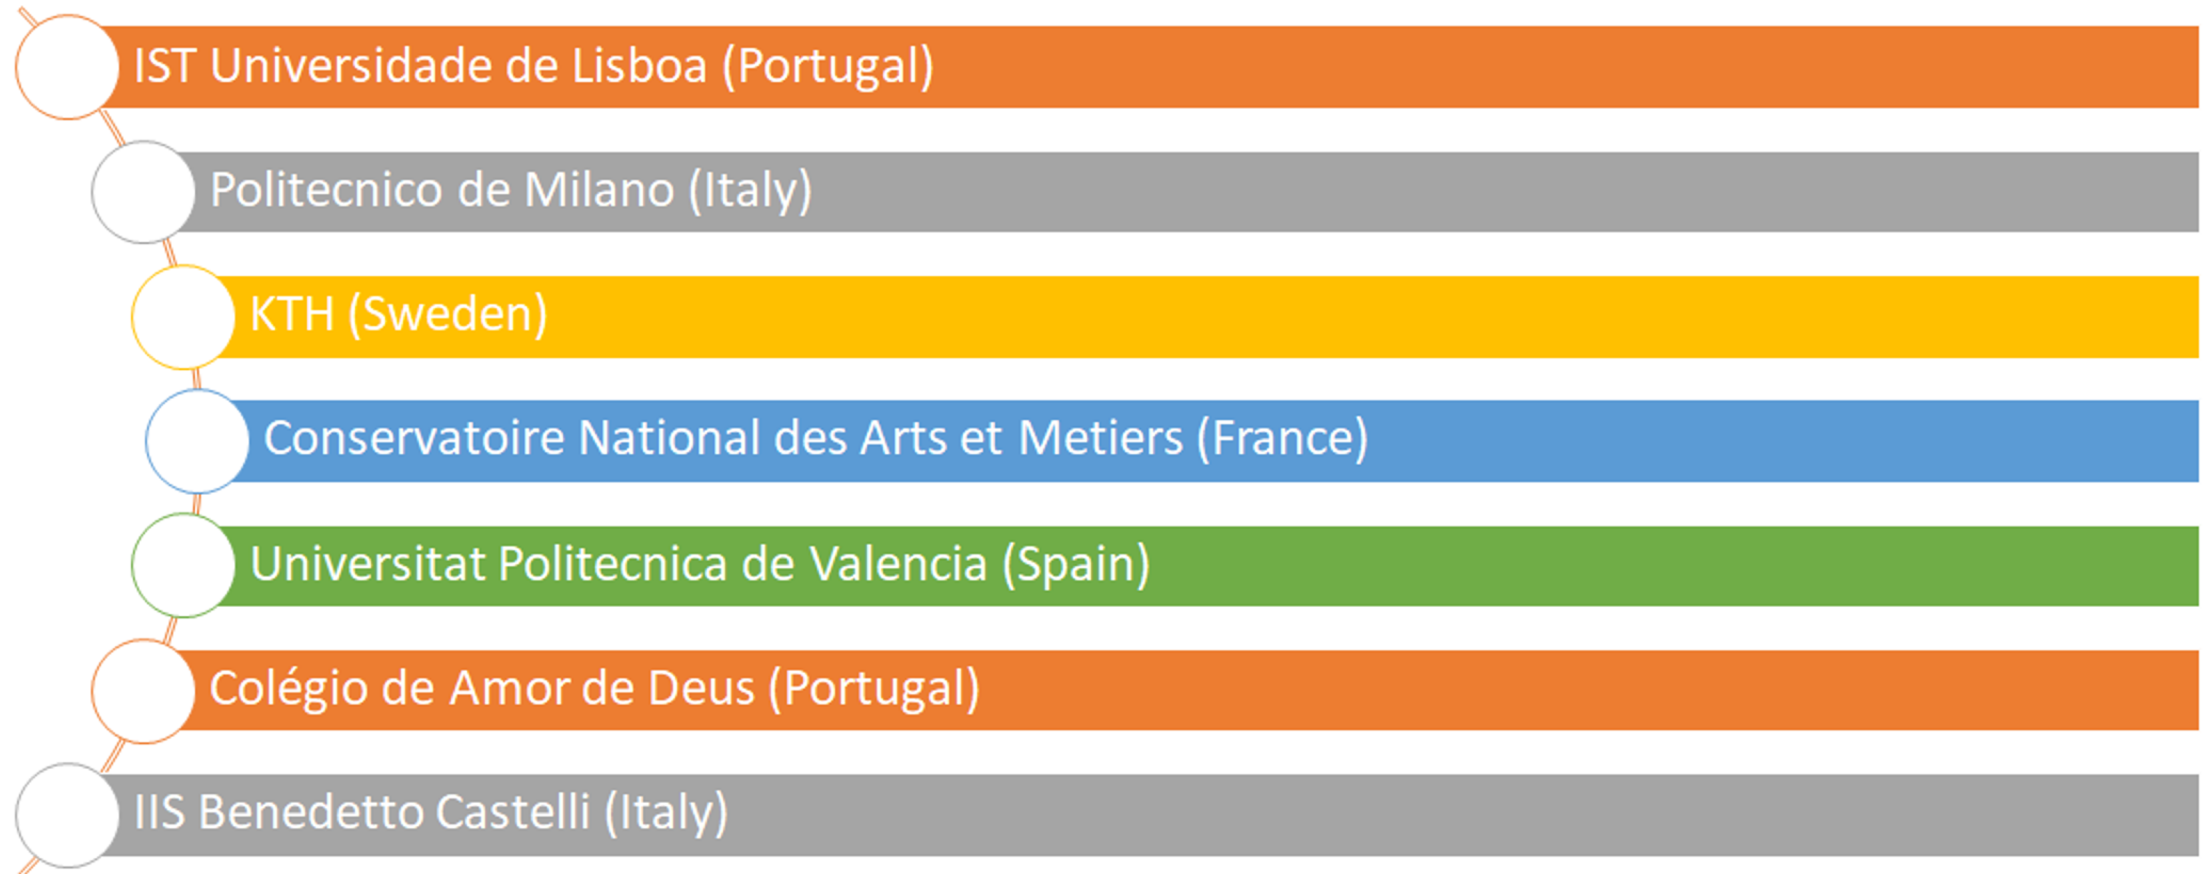 IST Universidade de Lisboa (Portugal)
Politecnico de Milano (Italy)
KTH (Sweden)
Conservatoire National des Arts et Metiers (France)
Universitat Politecnica de Valencia (Spain)
Colégio de Amor de Deus (Portugal)
IIS Benedetto Castelli (Italy)